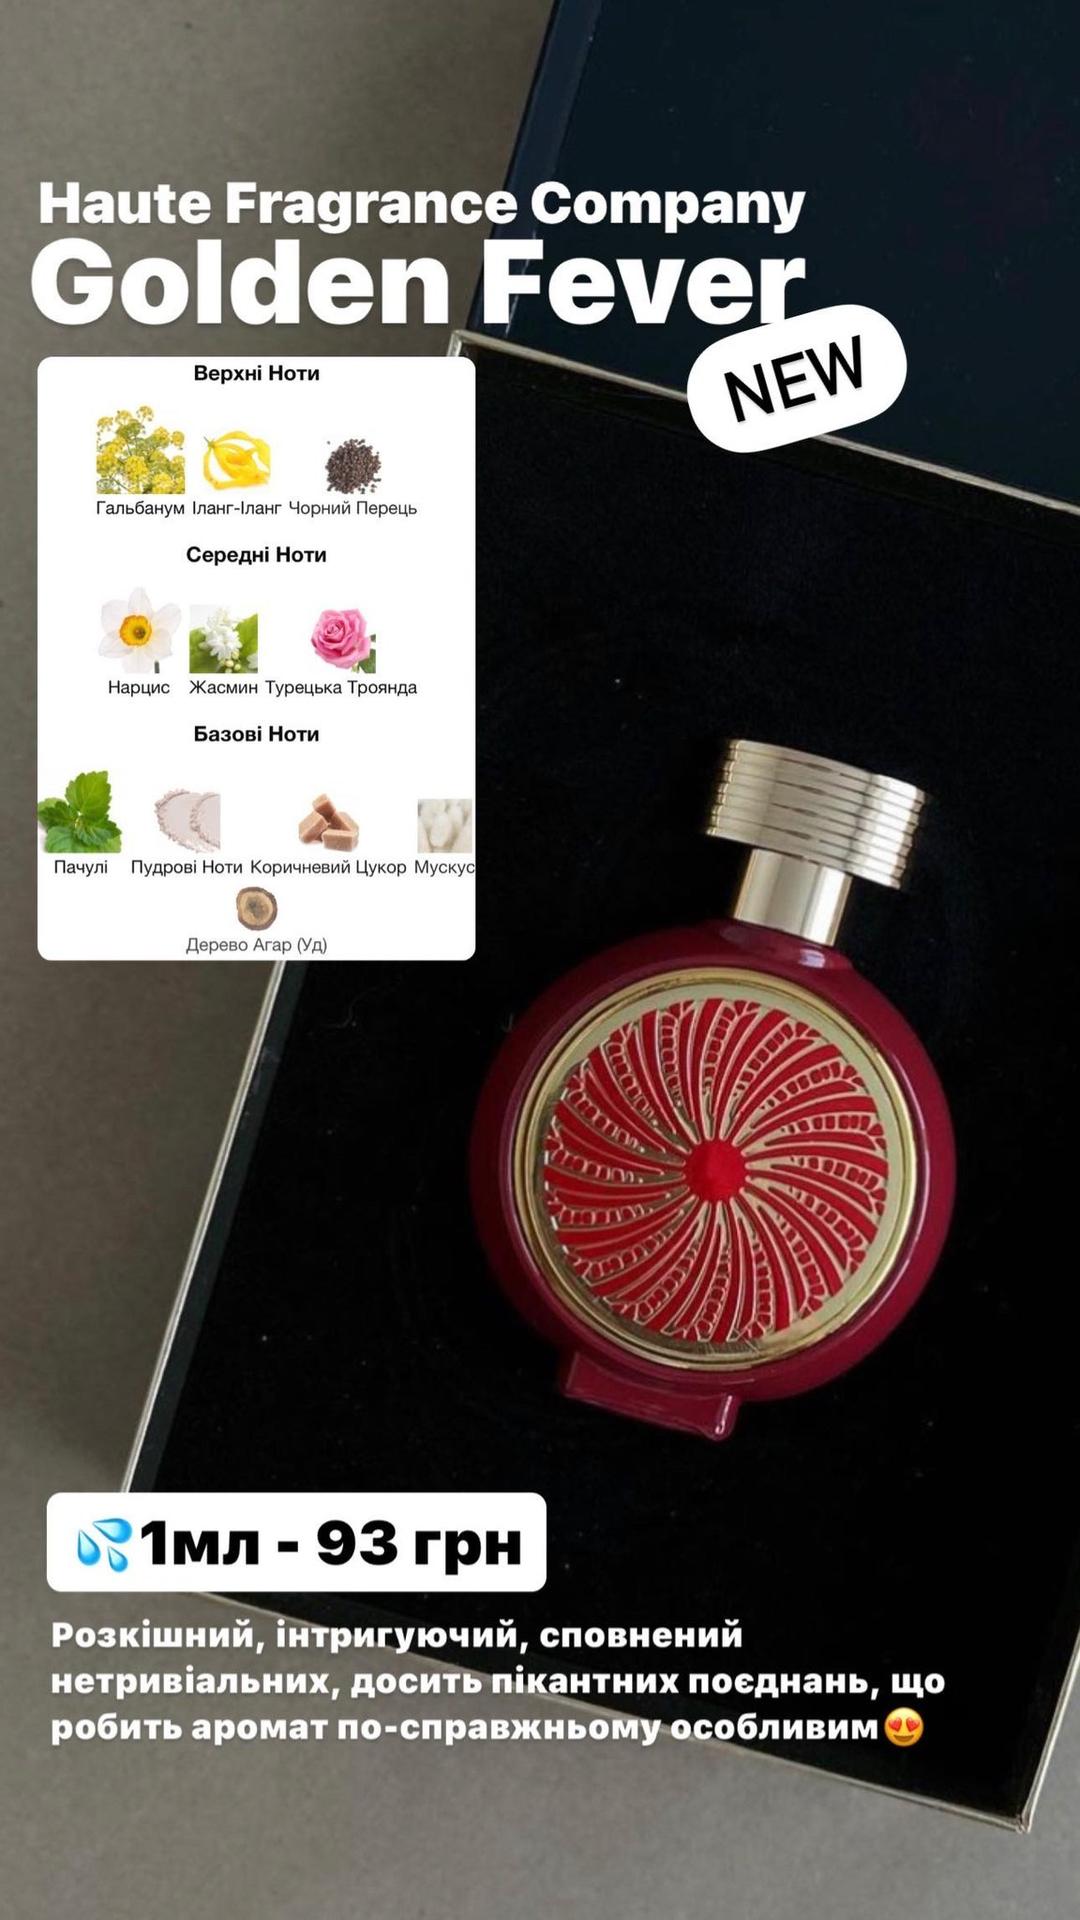 Haute Fragrance Company
Golden Fever
NEW
Верхні Ноти
Гальбанум Іланг-Іланг Чорний Перець
Середні Ноти
Нарцис Жасмин Турецька Троянда
Базові Ноти
Пачулі Пудрові Ноти Коричневий Цукор Мускус
Дерево Агар (Уд)
💦1мл - 93 грн
Розкішний, інтригуючий, сповнений
нетривіальних, досить пікантних поєднань, що
робить аромат по-справжньому особливим😍